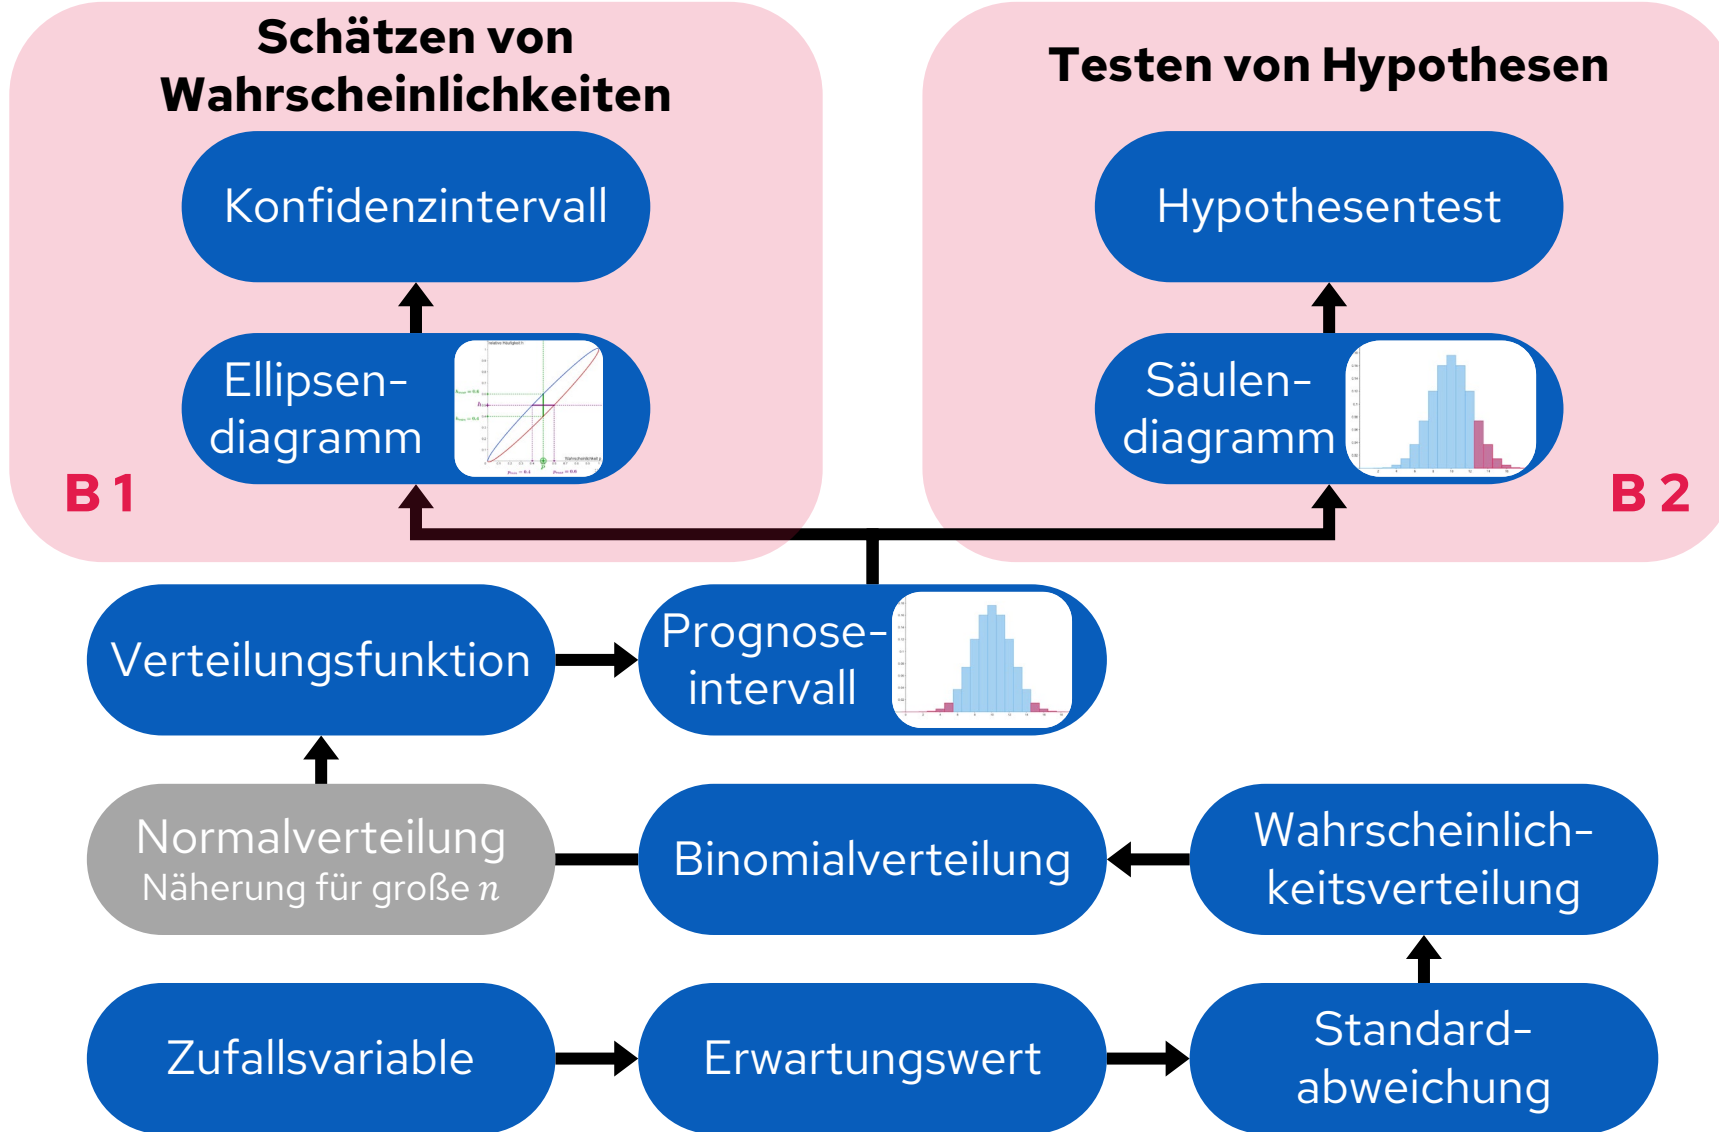 Schätzen von
Wahrscheinlichkeiten
Testen von Hypothesen
Konfidenzintervall
Hypothesentest
Ellipsen-
diagramm
Säulen-
diagramm
B 1
B 2
Verteilungsfunktion
Prognose-
intervall
Normalverteilung
Näherung für große n
Binomialverteilung
Wahrscheinlich-
keitsverteilung
Zufallsvariable
Erwartungswert
Standard-
abweichung